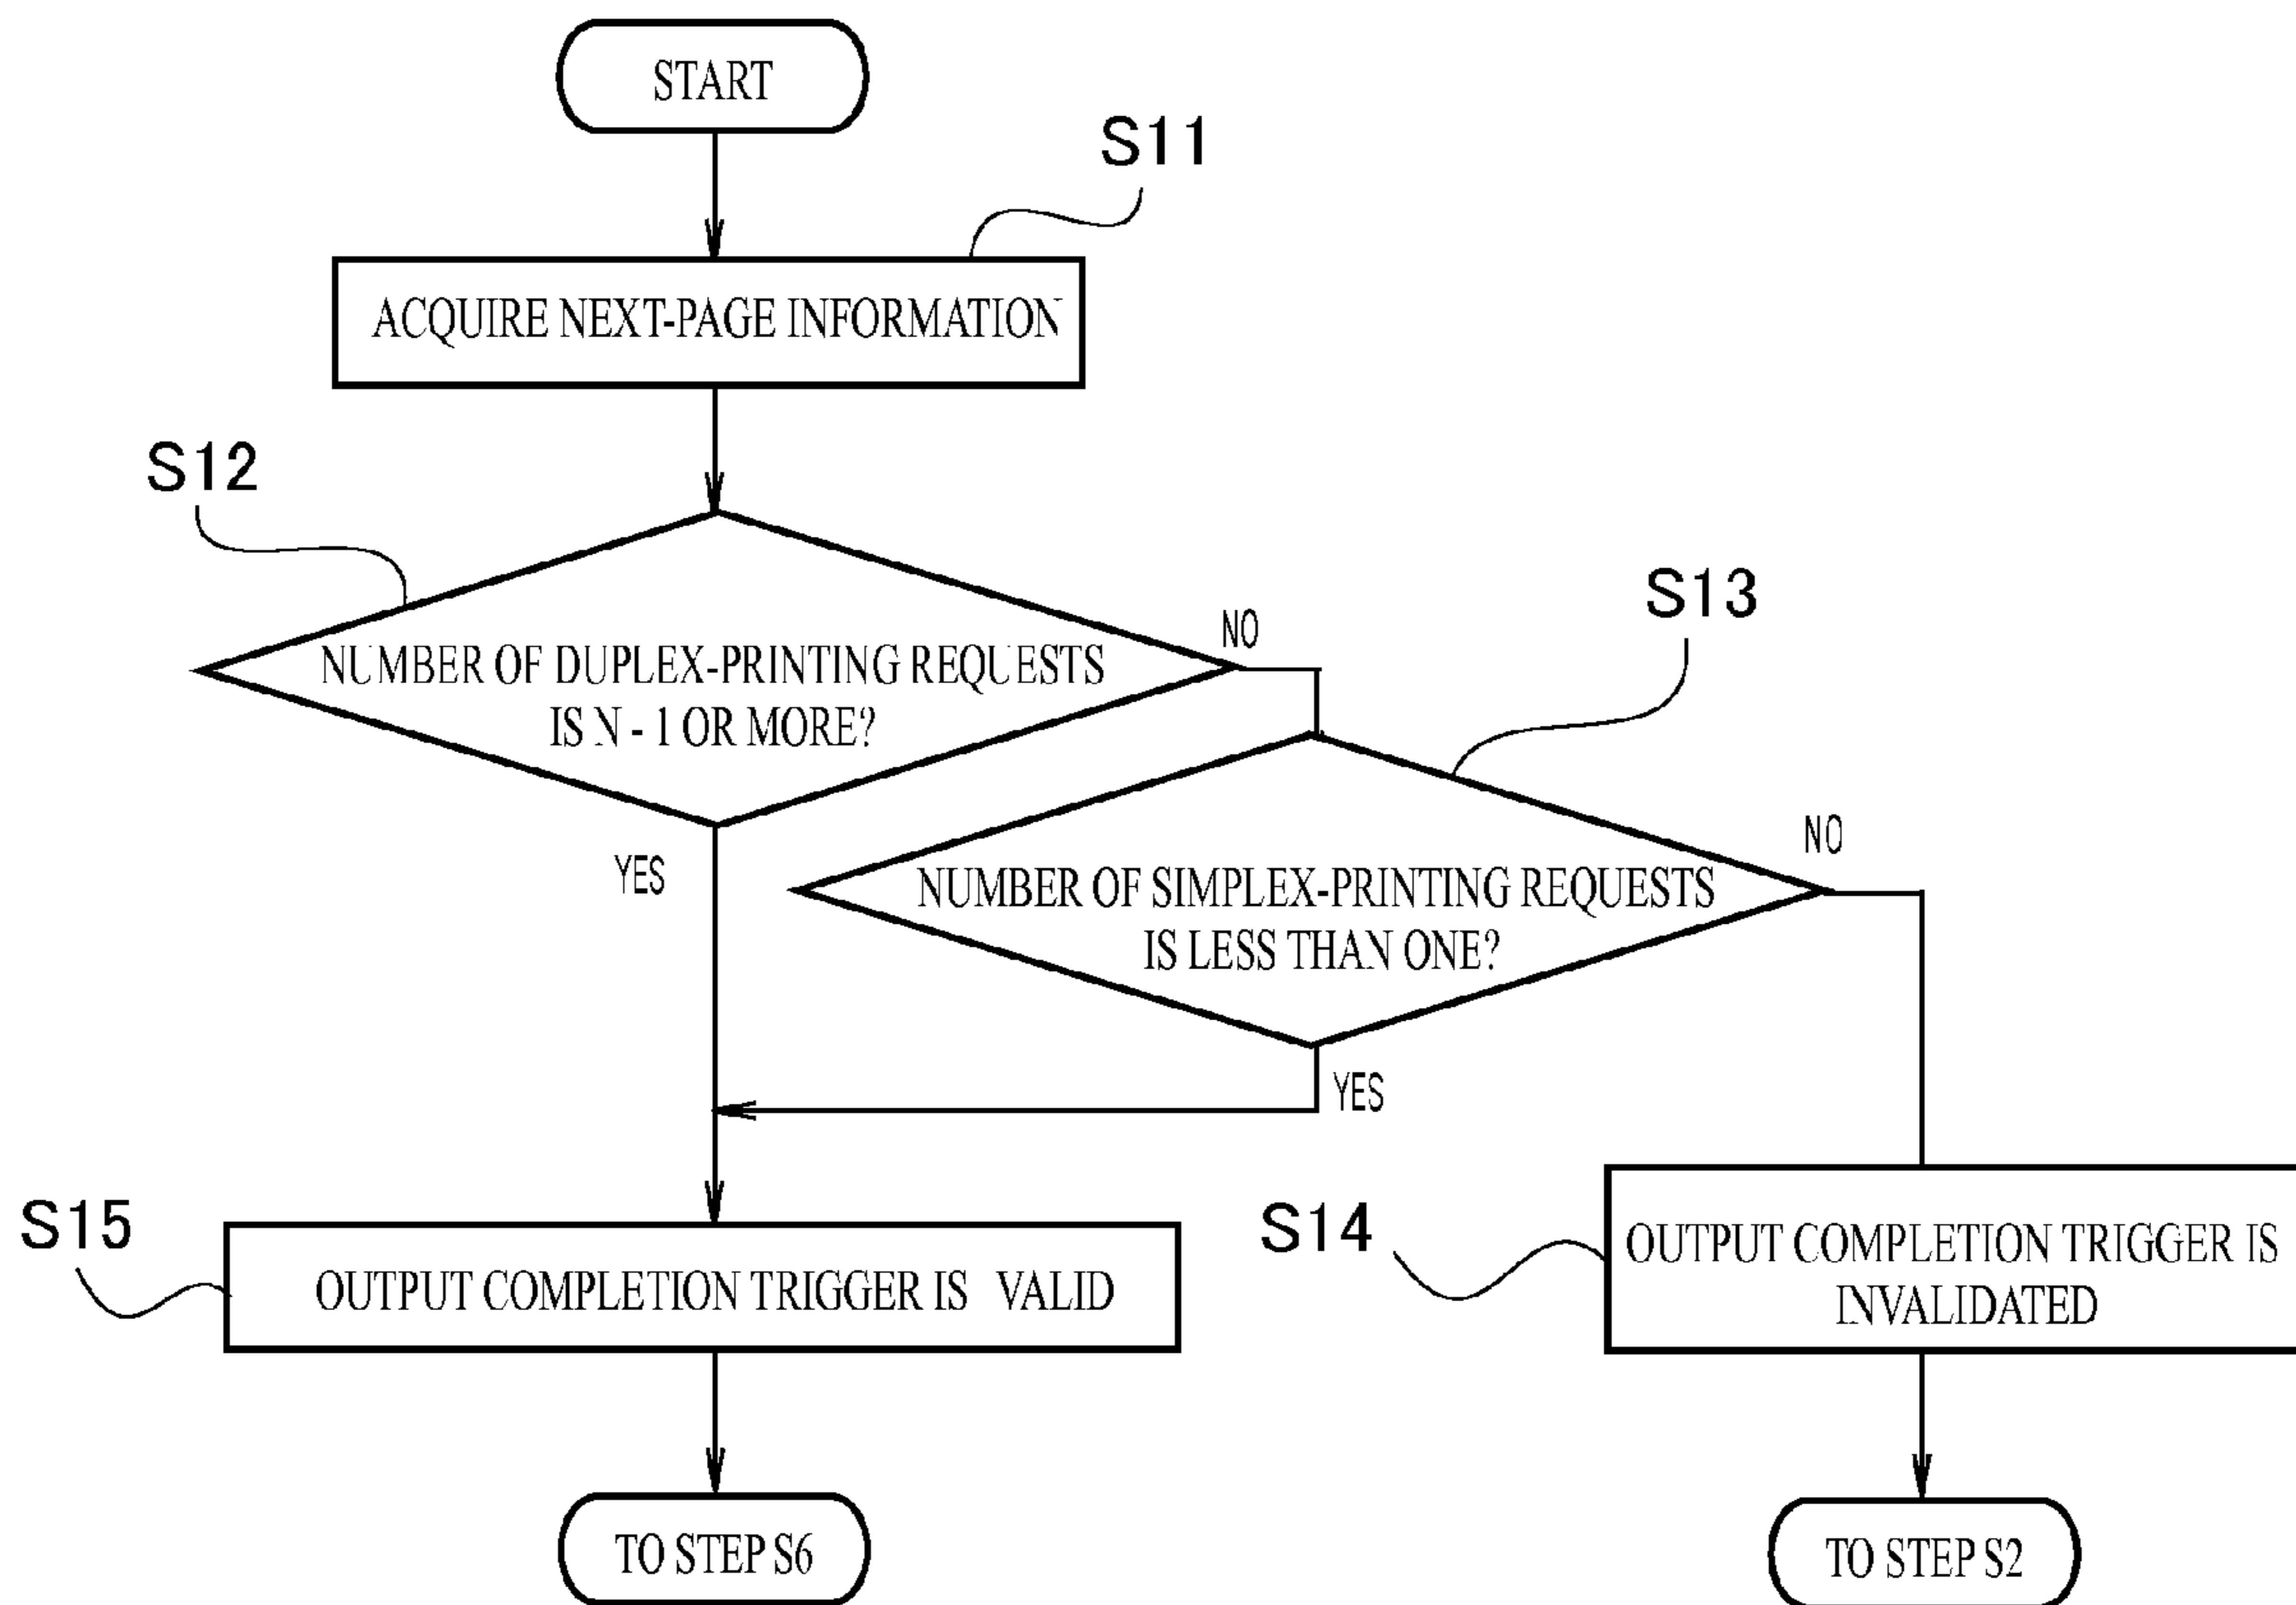 START
S11
ACQUIRE NEXT-PAGE INFORMATION
S12
NUMBER OF DUPLEX-PRINTING REQUESTS
IS N - 1 OR MORE?
NO
S13
YES
NUMBER OF SIMPLEX-PRINTING REQUESTS
IS LESS THAN ONE?
NO
YES
S15
OUTPUT COMPLETION TRIGGER IS VALID
S14
OUTPUT COMPLETION TRIGGER IS
INVALIDATED
TO STEP S6
TO STEP S2